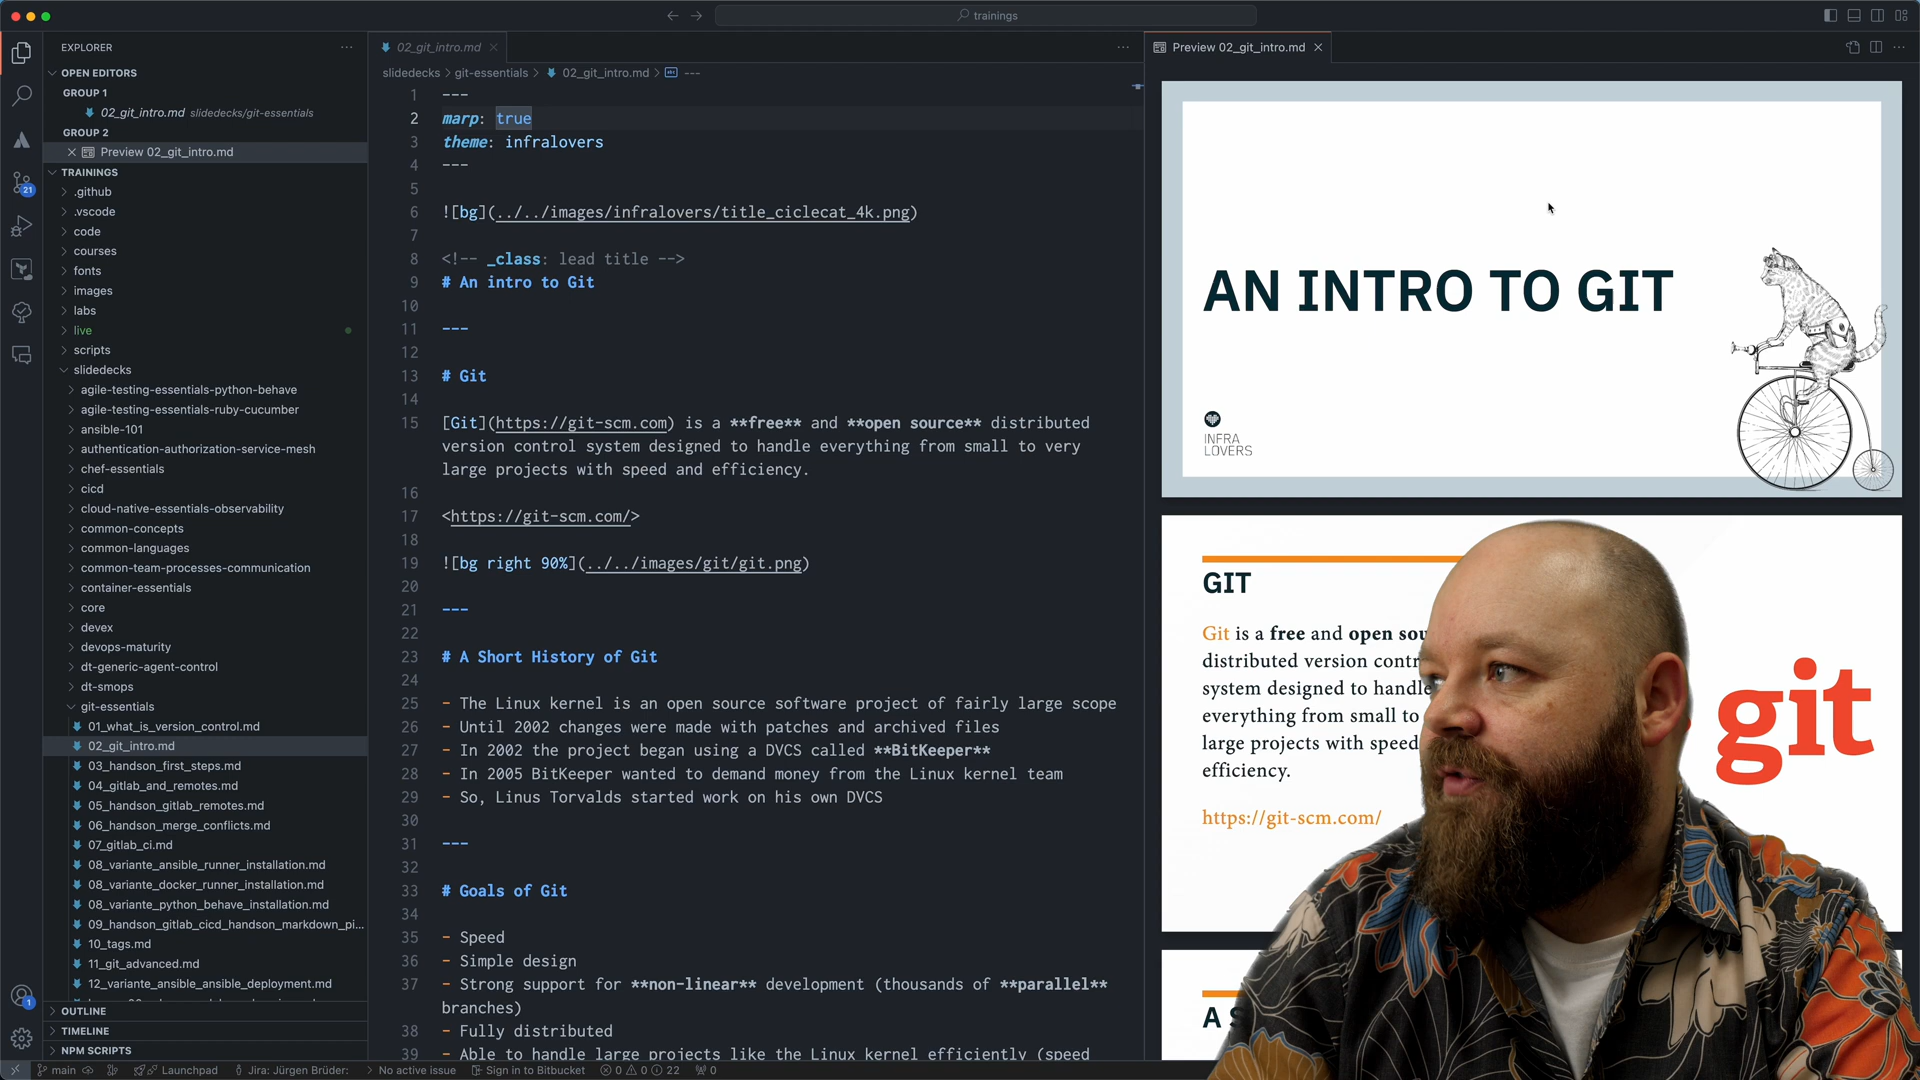 trainings
EXPLORER
OPEN EDITORS
GROUP 1
02_git_intro.md slidedecks/git-essentials
GROUP 2
Preview 02_git_intro.md
TRAININGS
.github
.vscode
code
courses
fonts
images
labs
live
scripts
slidedecks
agile-testing-essentials-python-behave
agile-testing-essentials-ruby-cucumber
ansible-101
authentication-authorization-service-mesh
chef-essentials
cicd
cloud-native-essentials-observability
common-concepts
common-languages
common-team-processes-communication
container-essentials
core
devex
devops-maturity
dt-generic-agent-control
dt-smops
git-essentials
01_what_is_version_control.md
02_git_intro.md
03_handson_first_steps.md
04_gitlab_and_remotes.md
05_handson_gitlab_remotes.md
06_handson_merge_conflicts.md
07_gitlab_ci.md
08_variante_ansible_runner_installation.md
08_variante_docker_runner_installation.md
08_variante_python_behave_installation.md
09_handson_gitlab_cicd_handson_markdown_pi...
10_tags.md
11_git_advanced.md
12_variante_ansible_ansible_deployment.md
OUTLINE
TIMELINE
NPM SCRIPTS
21
1
02_git_intro.md
slidedecks > git-essentials > 02_git_intro.md > ---
1 ---
2 marp: true
3 theme: infralovers
4 ---
5
6 ![bg](../../images/infralovers/title_ciclecat_4k.png)
7
8 <!-- _class: lead title -->
9 # An intro to Git
10
11 ---
12
13 # Git
14
15 [Git](https://git-scm.com) is a **free** and **open source** distributed
version control system designed to handle everything from small to very
large projects with speed and efficiency.
16
17 <https://git-scm.com/>
18
19 ![bg right 90%](../../images/git/git.png)
20
21 ---
22
23 # A Short History of Git
24
25 - The Linux kernel is an open source software project of fairly large scope
26 - Until 2002 changes were made with patches and archived files
27 - In 2002 the project began using a DVCS called **BitKeeper**
28 - In 2005 BitKeeper wanted to demand money from the Linux kernel team
29 - So, Linus Torvalds started work on his own DVCS
30
31 ---
32
33 # Goals of Git
34
35 - Speed
36 - Simple design
37 - Strong support for **non-linear** development (thousands of **parallel**
branches)
38 - Fully distributed
39 - Able to handle large projects like the Linux kernel efficiently (speed
Preview 02_git_intro.md
AN INTRO TO GIT
INFRA
LOVERS
GIT
Git is a free and open sou
distributed version contr
system designed to handle
everything from small to
large projects with speed
efficiency.
https://git-scm.com/
git
A S
main
Launchpad
Jira: Jürgen Brüder:
No active issue
Sign in to Bitbucket
0 0 22
0